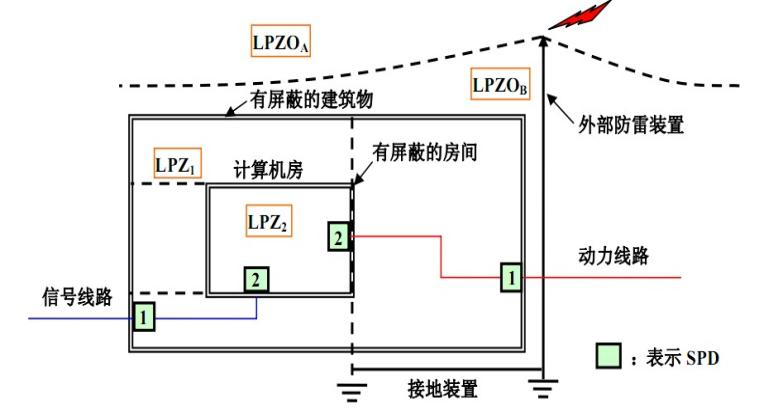 LPZOA
LPZOB
有屏蔽的建筑物
外部防雷装置
LPZ1
计算机房
有屏蔽的房间
LPZ2
2
动力线路
2
1
信号线路
1
：表示 SPD
接地装置